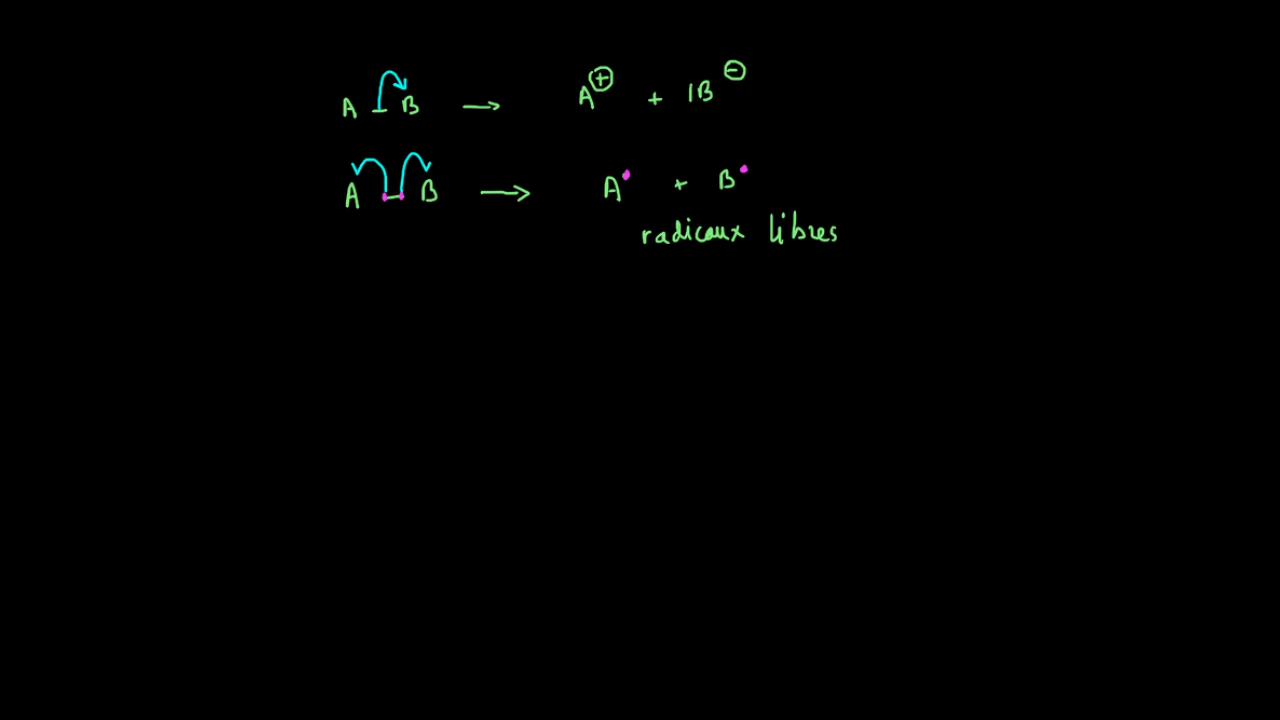 A — B → A⊕ + |B⊖
A — B → A• + B•
radicaux libres